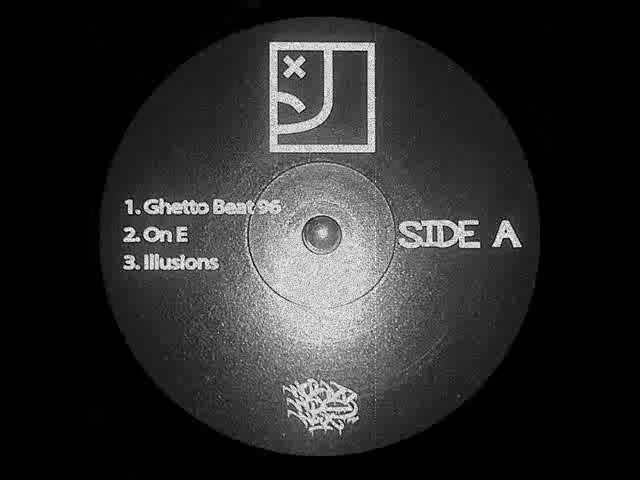 1. Ghetto Beat 96
2. On E
3. Illusions
SIDE A